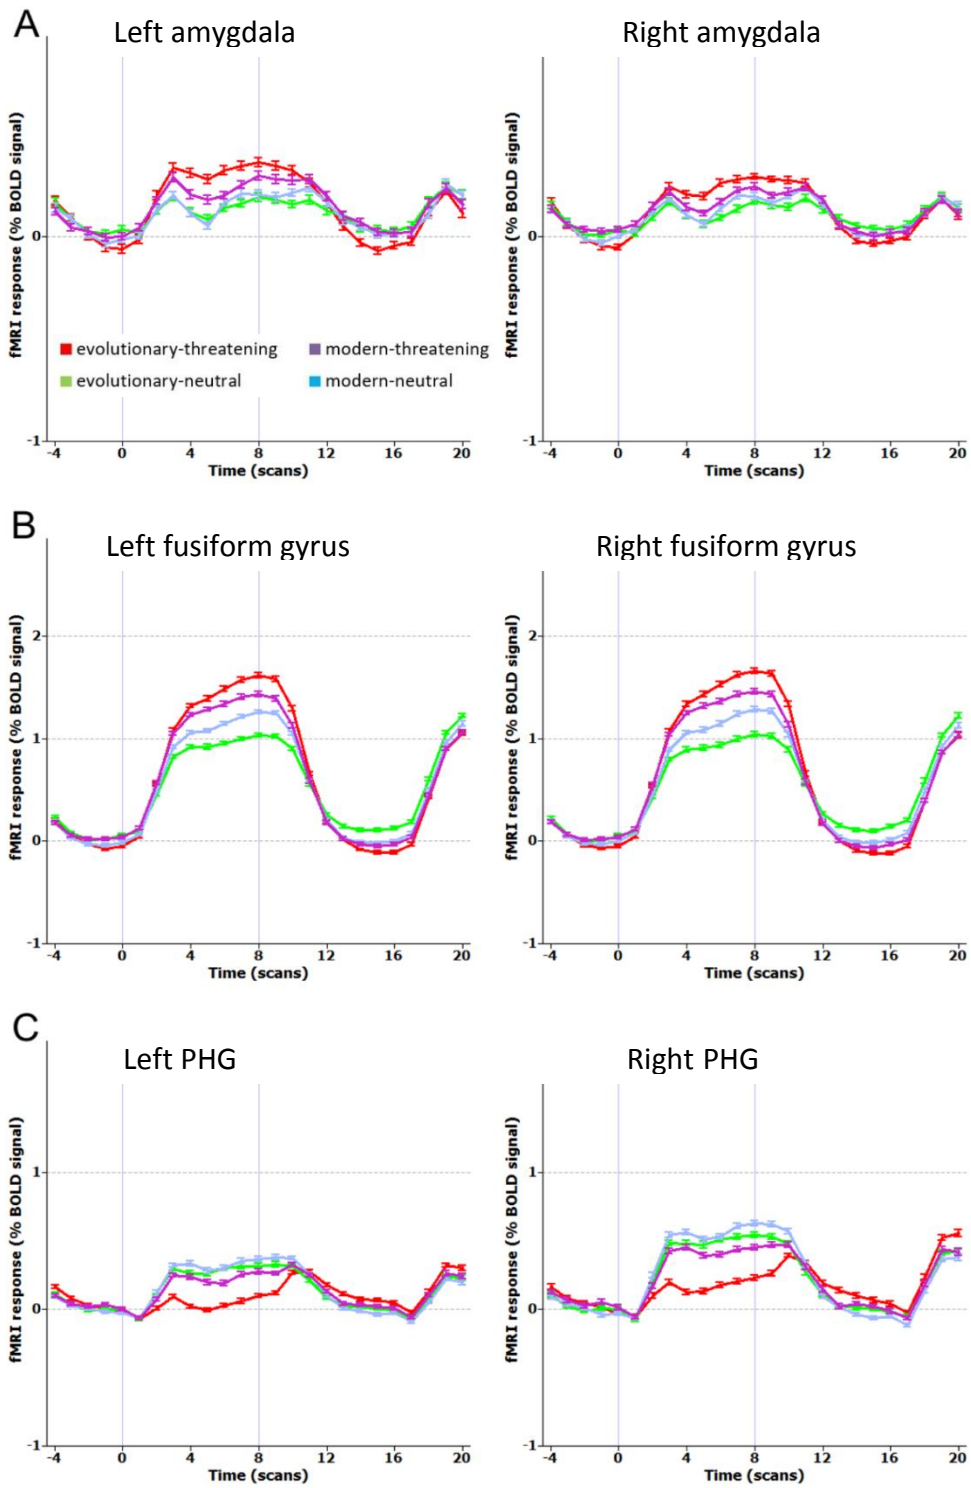 A
Left amygdala
Right amygdala
fMRI response (% BOLD signal)
0
-1
-4 0 4 8 12 16 20
Time (scans)
evolutionary-threatening
modern-threatening
evolutionary-neutral
modern-neutral
fMRI response (% BOLD signal)
0
-1
-4 0 4 8 12 16 20
Time (scans)
B
Left fusiform gyrus
Right fusiform gyrus
fMRI response (% BOLD signal)
2
1
0
-1
-4 0 4 8 12 16 20
Time (scans)
fMRI response (% BOLD signal)
2
1
0
-1
-4 0 4 8 12 16 20
Time (scans)
C
Left PHG
Right PHG
fMRI response (% BOLD signal)
1
0
-1
-4 0 4 8 12 16 20
Time (scans)
fMRI response (% BOLD signal)
1
0
-1
-4 0 4 8 12 16 20
Time (scans)